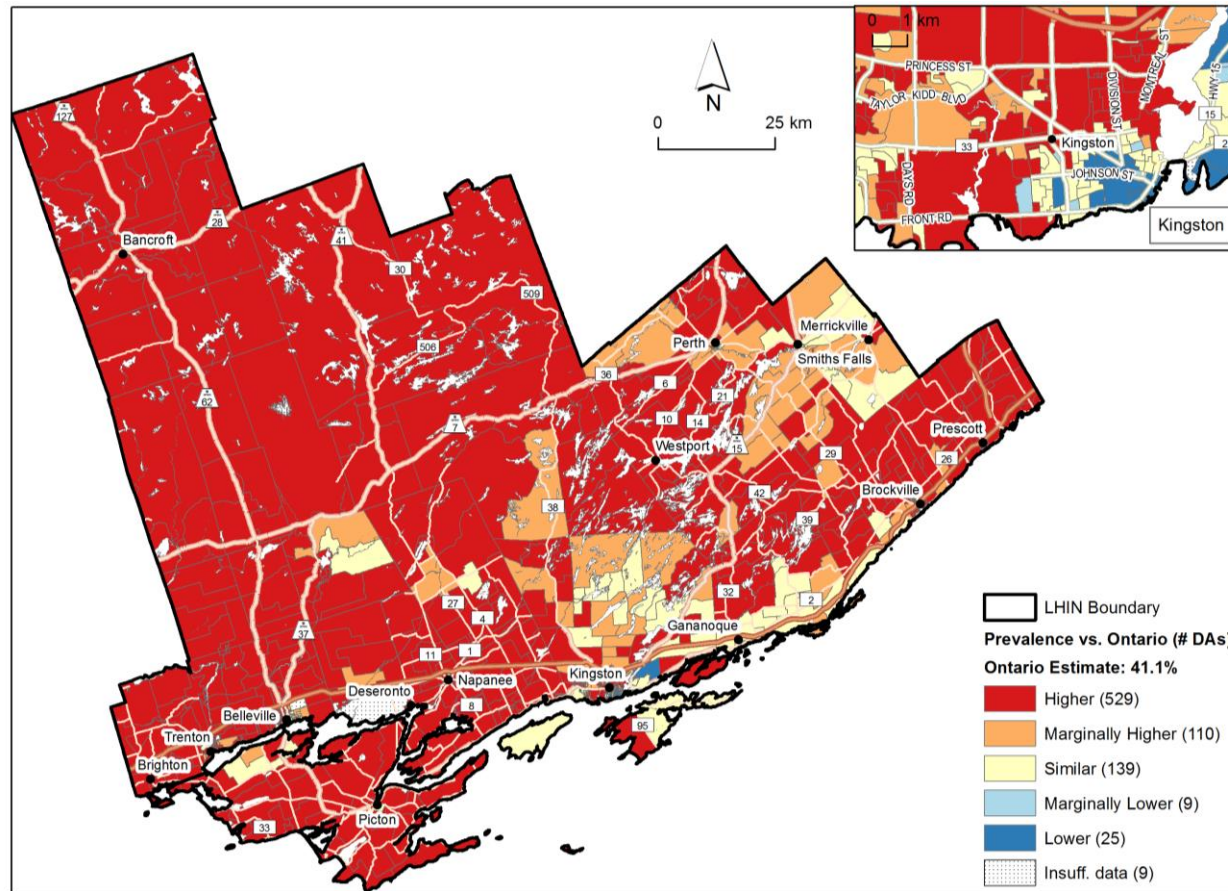 0 1 km
PRINCESS ST
TAYLOR KIDD BLVD
DIVISION ST
MONTREAL ST
HWY 15
15
2
33
Kingston
JOHNSON ST
DAYS RD
FRONT RD
Kingston
N
0 25 km
127
28
Bancroft
41
30
509
506
62
7
36
Perth
Merrickville
Smiths Falls
6
21
10
14
Westport
15
29
Prescott
26
Brockville
38
42
39
27
4
32
2
Gananoque
37
11
1
Kingston
Napanee
Deseronto
8
Belleville
95
Trenton
Brighton
Picton
33
LHIN Boundary
Prevalence vs. Ontario (# DAs)
Ontario Estimate: 41.1%
Higher (529)
Marginally Higher (110)
Similar (139)
Marginally Lower (9)
Lower (25)
Insuff. data (9)